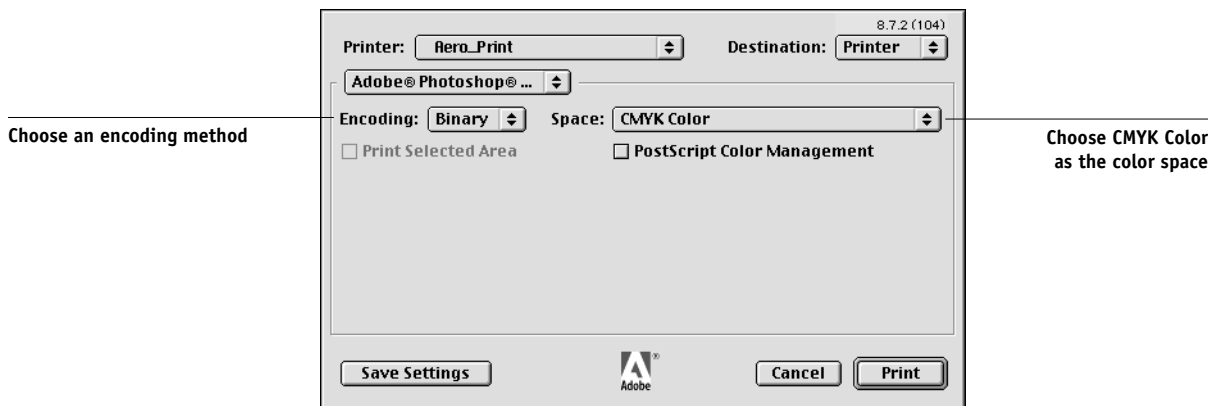 8.7.2 (104)
Printer: Aero_Print Destination: Printer
Adobe® Photoshop® ...
Choose an encoding method
Encoding: Binary Space: CMYK Color
Choose CMYK Color
as the color space
Print Selected Area PostScript Color Management
Save Settings Adobe ® Cancel Print